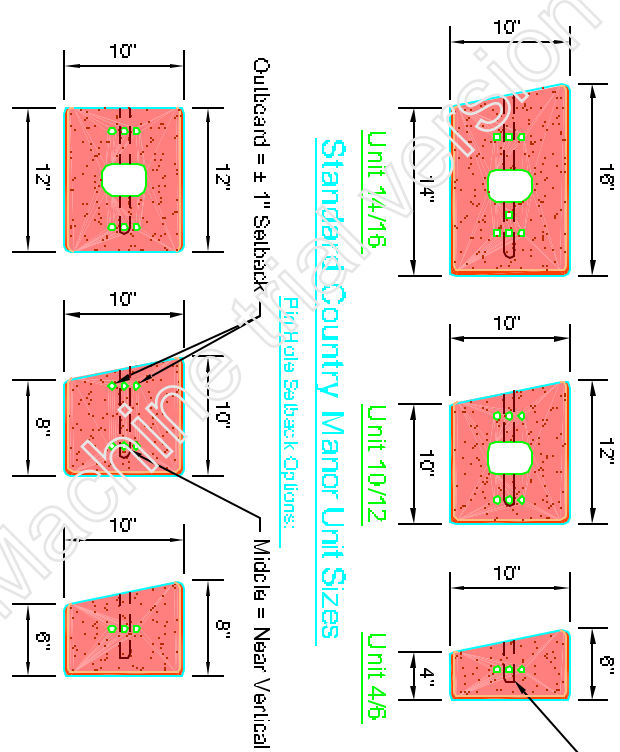 Standard Country Manor Unit Sizes
PinHole Setback Options:
Outboard = ± 1" Setback
Middle = Near Vertical
Unit 14/16
Unit 10/12
Unit 4/6
10"
14"
16"
10"
10"
12"
10"
4"
6"
10"
12"
12"
10"
8"
10"
10"
6"
8"
Machine trial version